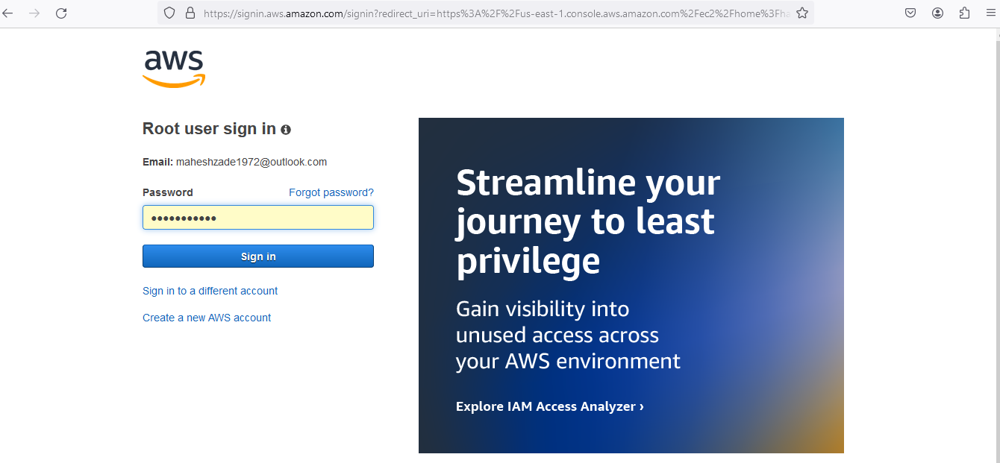 https://signin.aws.amazon.com/signin?redirect_uri=https%3A%2F%2Fus-east-1.console.aws.amazon.com%2Fec2%2Fhome%3Fha
aws
Root user sign in
Email: maheshzade1972@outlook.com
Password Forgot password?
•••••••••••
Sign in
Sign in to a different account
Create a new AWS account
Streamline your
journey to least
privilege
Gain visibility into
unused access across
your AWS environment
Explore IAM Access Analyzer ›